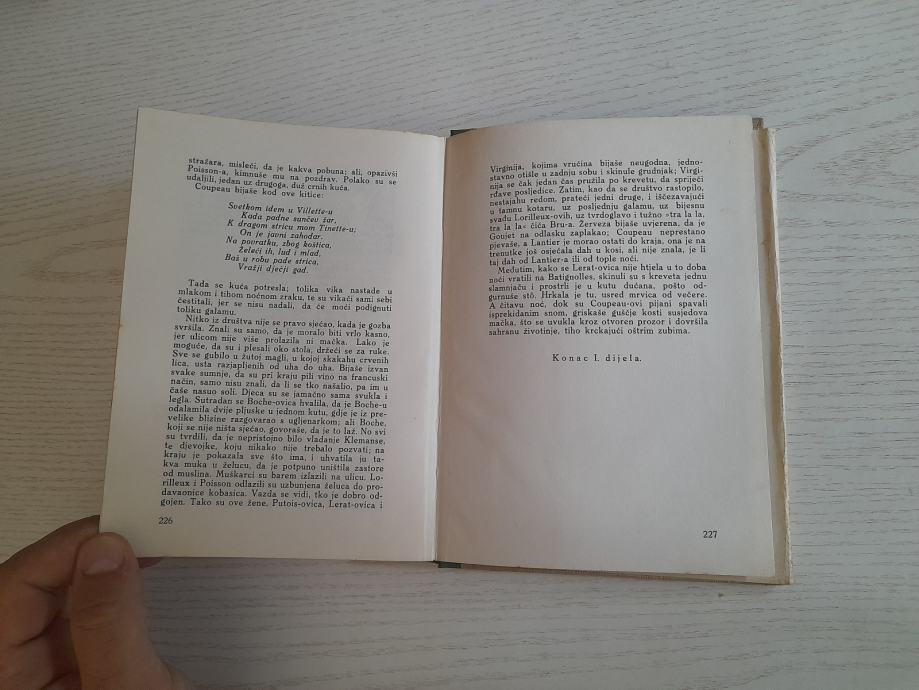 stražara, misleći, da je kakva pobuna; ali, opazivši
Poisson-a, kimnuše mu na pozdrav. Polako su se
udaljili, jedan uz drugoga, duž crnih kuća.
Coupeau bijaše kod ove kitice:
Svetkom idem u Villette-u
Kada padne sunčev žar,
K dragom stricu mom Tinette-u;
On je javni zahodar.
Na povratku, zbog koštica,
Želeći ih, lud i mlad,
Baš u robu pade strica,
Vražji dječji gad.
Tada se kuća potresla; tolika vika nastade u
mlakom i tihom noćnom zraku, te su vikači sami sebi
čestitali, jer se nisu nadali, da će moći podignuti
toliku galamu.
Nitko iz društva nije se pravo sjećao, kada je gozba
svršila. Znali su samo, da je moralo biti vrlo kasno,
jer ulicom nije više prolazila ni mačka. Lako je
moguće, da su i plesali oko stola, držeći se za ruke.
Sve se gubilo u žutoj magli, u kojoj skakahu crvenih
lica, usta razjapljenih od uha do uha. Bijaše izvan
svake sumnje, da su pri kraju pili vino na francuski
način, samo nisu znali, da li se tko našalio, pa im u
čaše nasuo soli. Djeca su se jamačno sama svukla i
legla. Sutradan se Boche-ovica hvalila, da je Boche-u
odalamila dvije pljuske u jednom kutu, gdje je iz pre-
velike blizine razgovarao s ugljenarkom; ali Boche,
koji se nije ništa sjećao, govoraše, da je to laž. No svi
su tvrdili, da je nepristojno bilo vladanje Klemanse,
te djevojke, koju nikako nije trebalo pozvati; na
kraju je pokazala sve što ima, i uhvatila ju ta-
kva muka u želucu, da je potpuno uništila zastore
od muslina. Muškarci su barem izlazili na ulicu. Lo-
rilleux i Poisson odlazili su uzbunjena želuca do pro-
davaonice kobasica. Vazda se vidi, tko je dobro od-
gojen. Tako su ove žene, Putois-ovica, Lerat-ovica i
226
Virginija, kojima vrućina bijaše neugodna, jedno-
stavno otišle u zadnju sobu i skinule grudnjak; Virgi-
nija se čak jedan čas pružila po krevetu, da spriječi
rđave posljedice. Zatim, kao da se društvo rastopilo,
nestajahu redom, prateći jedni druge, i iščezavajući
u tamnu kotaru, uz posljednju galamu, uz bijesnu
svađu Lorilleux-ovih, uz tvrdoglavo i tužno »tra la la,
tra la la« čiča Bru-a. Žerveza bijaše uvjerena, da je
Goujet na odlasku zaplakao; Coupeau neprestano
pjevaše, a Lantier je morao ostati do kraja, ona je na
trenutke još osjećala dah u kosi, ali nije znala, je li
taj dah od Lantier-a ili od tople noći.
Međutim, kako se Lerat-ovica nije htjela u to doba
noći vratiti na Batignolles, skinuli su s kreveta jednu
slamnjaču i prostrli je u kutu dućana, pošto od-
gurnuše stô. Hrkala je tu, usred mrvica od večere.
A čitavu noć, dok su Coupeau-ovi pijani spavali
isprekidanim snom, griskaše guščje kosti susjedova
mačka, što se uvukla kroz otvoren prozor i dovršila
sahranu životinje, tiho krckajući oštrim zubima.
Konac I. dijela.
227